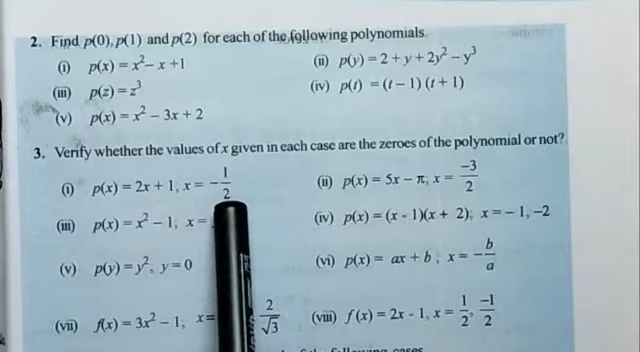 2. Find p(0), p(1) and p(2) for each of the following polynomials.
(i) p(x) = x² – x + 1 (ii) p(y) = 2 + y + 2y² – y³
(iii) p(z) = z³ (iv) p(t) = (t – 1) (t + 1)
(v) p(x) = x² – 3x + 2
3. Verify whether the values of x given in each case are the zeroes of the polynomial or not?
(i) p(x) = 2x + 1, x = –1/2 (ii) p(x) = 5x – π, x = –3/2
(iii) p(x) = x² – 1, x = (iv) p(x) = (x - 1)(x + 2); x = – 1, –2
(v) p(y) = y², y = 0 (vi) p(x) = ax + b ; x = –b/a
(vii) f(x) = 3x² – 1; x = 2/√3 (viii) f(x) = 2x - 1, x = 1/2, –1/2